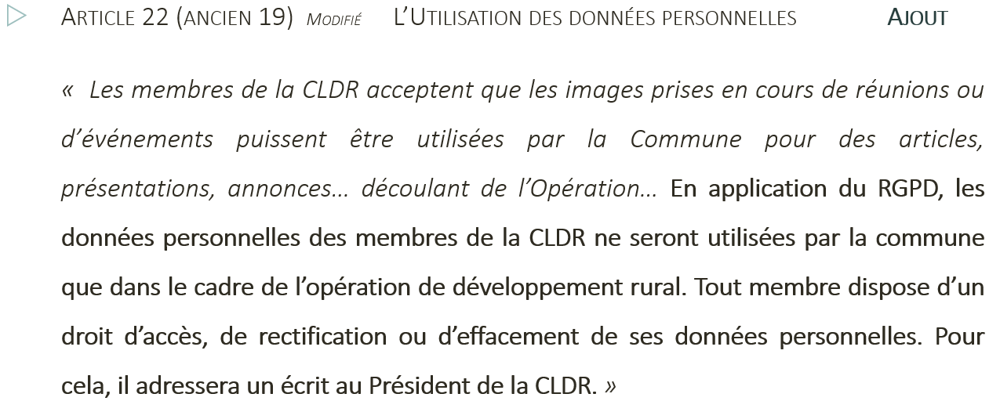 ARTICLE 22 (ANCIEN 19) MODIFIÉ L’UTILISATION DES DONNÉES PERSONNELLES AJOUT
« Les membres de la CLDR acceptent que les images prises en cours de réunions ou
d’événements puissent être utilisées par la Commune pour des articles,
présentations, annonces... découlant de l’Opération... En application du RGPD, les
données personnelles des membres de la CLDR ne seront utilisées par la commune
que dans le cadre de l’opération de développement rural. Tout membre dispose d’un
droit d’accès, de rectification ou d’effacement de ses données personnelles. Pour
cela, il adressera un écrit au Président de la CLDR. »